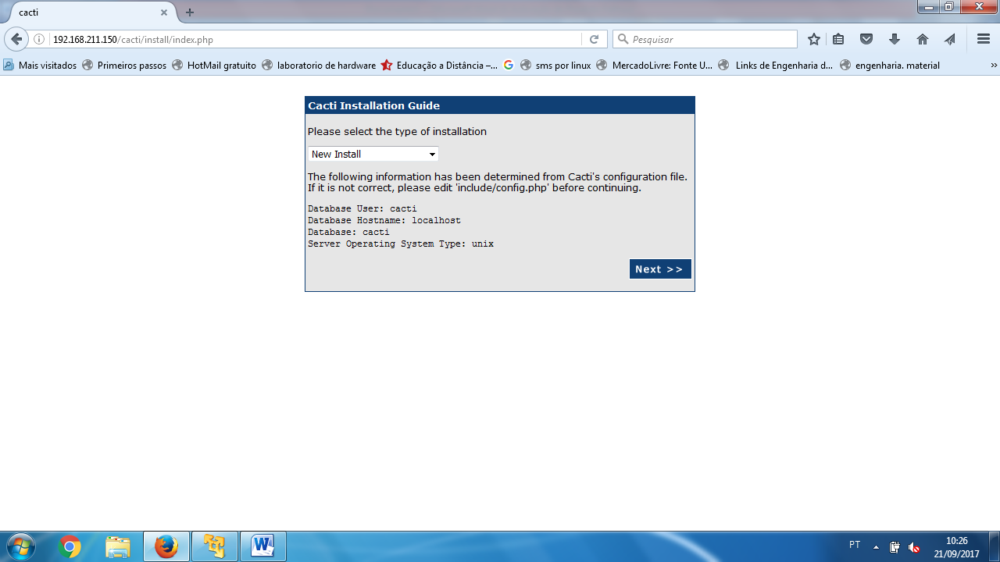 cacti
192.168.211.150/cacti/install/index.php
Pesquisar
Mais visitados Primeiros passos HotMail gratuito laboratorio de hardware Educação a Distância –... sms por linux MercadoLivre: Fonte U... Links de Engenharia d... engenharia. material »
Cacti Installation Guide
Please select the type of installation
New Install
The following information has been determined from Cacti's configuration file.
If it is not correct, please edit 'include/config.php' before continuing.
Database User: cacti
Database Hostname: localhost
Database: cacti
Server Operating System Type: unix
Next >>
PT
10:26
21/09/2017